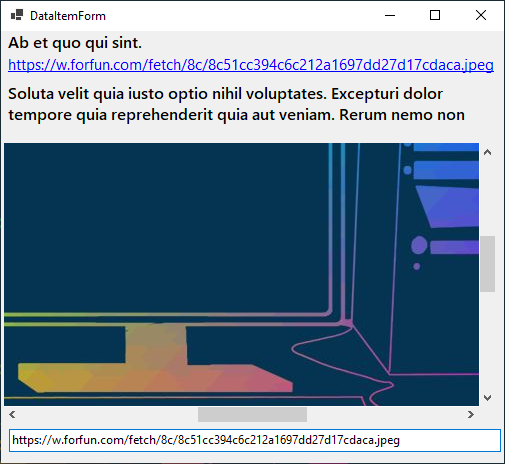 DataItemForm
Ab et quo qui sint.
https://w.forfun.com/fetch/8c/8c51cc394c6c212a1697dd27d17cdaca.jpeg
Soluta velit quia iusto optio nihil voluptates. Excepturi dolor
tempore quia reprehenderit quia aut veniam. Rerum nemo non
https://w.forfun.com/fetch/8c/8c51cc394c6c212a1697dd27d17cdaca.jpeg